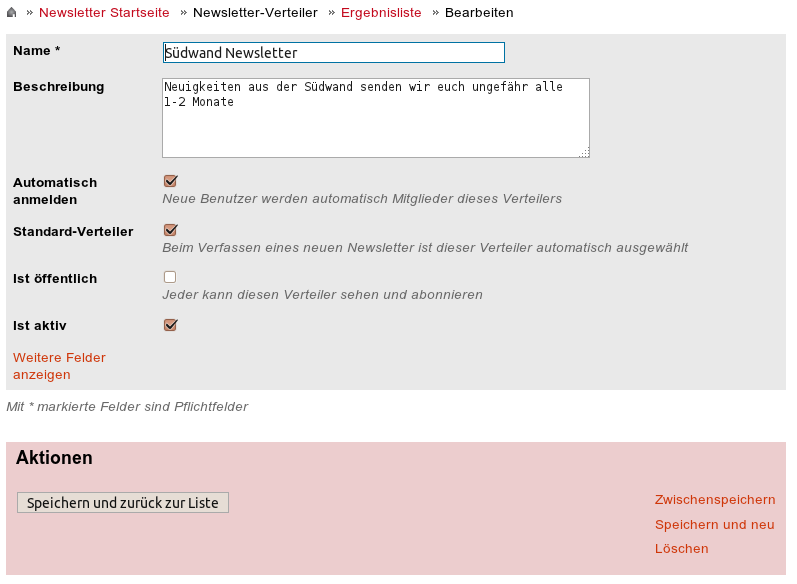 » Newsletter Startseite » Newsletter-Verteiler » Ergebnisliste » Bearbeiten
Name * Südwand Newsletter
Beschreibung Neuigkeiten aus der Südwand senden wir euch ungefähr alle
1-2 Monate
Automatisch
anmelden
Neue Benutzer werden automatisch Mitglieder dieses Verteilers
Standard-Verteiler
Beim Verfassen eines neuen Newsletter ist dieser Verteiler automatisch ausgewählt
Ist öffentlich
Jeder kann diesen Verteiler sehen und abonnieren
Ist aktiv
Weitere Felder
anzeigen
Mit * markierte Felder sind Pflichtfelder
Aktionen
Speichern und zurück zur Liste
Zwischenspeichern
Speichern und neu
Löschen